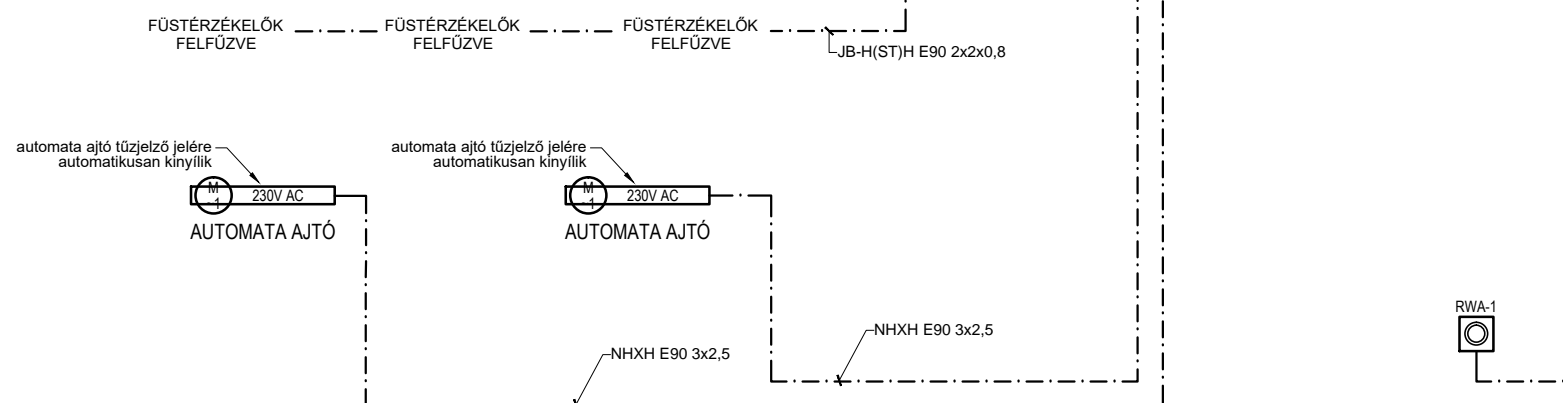 FÜSTÉRZÉKELŐK
FELFŰZVE
FÜSTÉRZÉKELŐK
FELFŰZVE
FÜSTÉRZÉKELŐK
FELFŰZVE
JB-H(ST)H E90 2x2x0,8
automata ajtó tűzjelző jelére
automatikusan kinyílik
M
~1
230V AC
AUTOMATA AJTÓ
automata ajtó tűzjelző jelére
automatikusan kinyílik
M
~1
230V AC
AUTOMATA AJTÓ
NHXH E90 3x2,5
NHXH E90 3x2,5
RWA-1